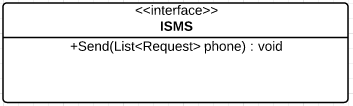 <<interface>>
ISMS
+Send(List<Request> phone) : void